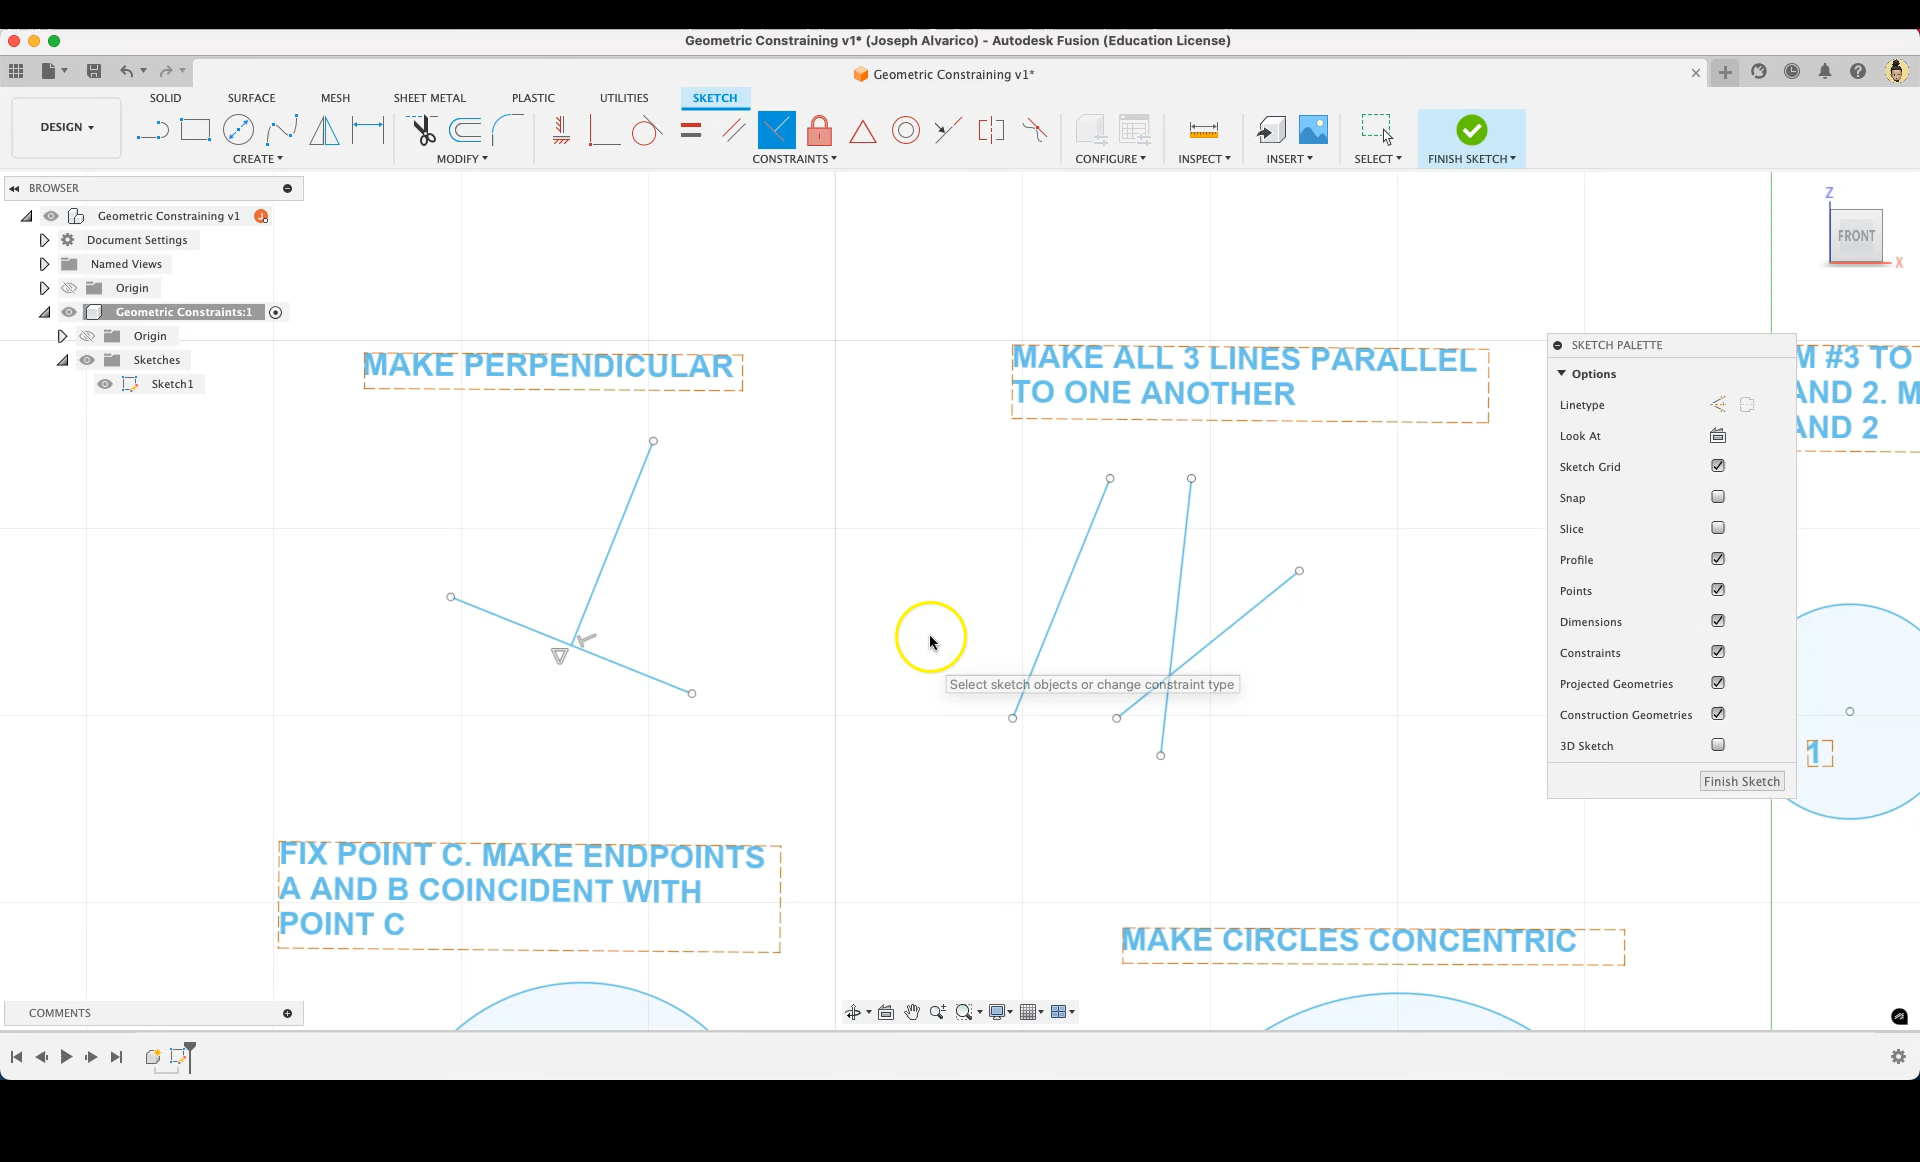 Geometric Constraining v1* (Joseph Alvarico) - Autodesk Fusion (Education License)
Geometric Constraining v1*
SOLID
SURFACE
MESH
SHEET METAL
PLASTIC
UTILITIES
SKETCH
DESIGN
CREATE
MODIFY
CONSTRAINTS
CONFIGURE
INSPECT
INSERT
SELECT
FINISH SKETCH
BROWSER
Geometric Constraining v1
Document Settings
Named Views
Origin
Geometric Constraints:1
Origin
Sketches
Sketch1
Z
FRONT
X
MAKE PERPENDICULAR
MAKE ALL 3 LINES PARALLEL
TO ONE ANOTHER
Select sketch objects or change constraint type
SKETCH PALETTE
Options
Linetype
Look At
Sketch Grid
Snap
Slice
Profile
Points
Dimensions
Constraints
Projected Geometries
Construction Geometries
3D Sketch
Finish Sketch
M #3 TO
AND 2. M
AND 2
1
FIX POINT C. MAKE ENDPOINTS
A AND B COINCIDENT WITH
POINT C
MAKE CIRCLES CONCENTRIC
COMMENTS